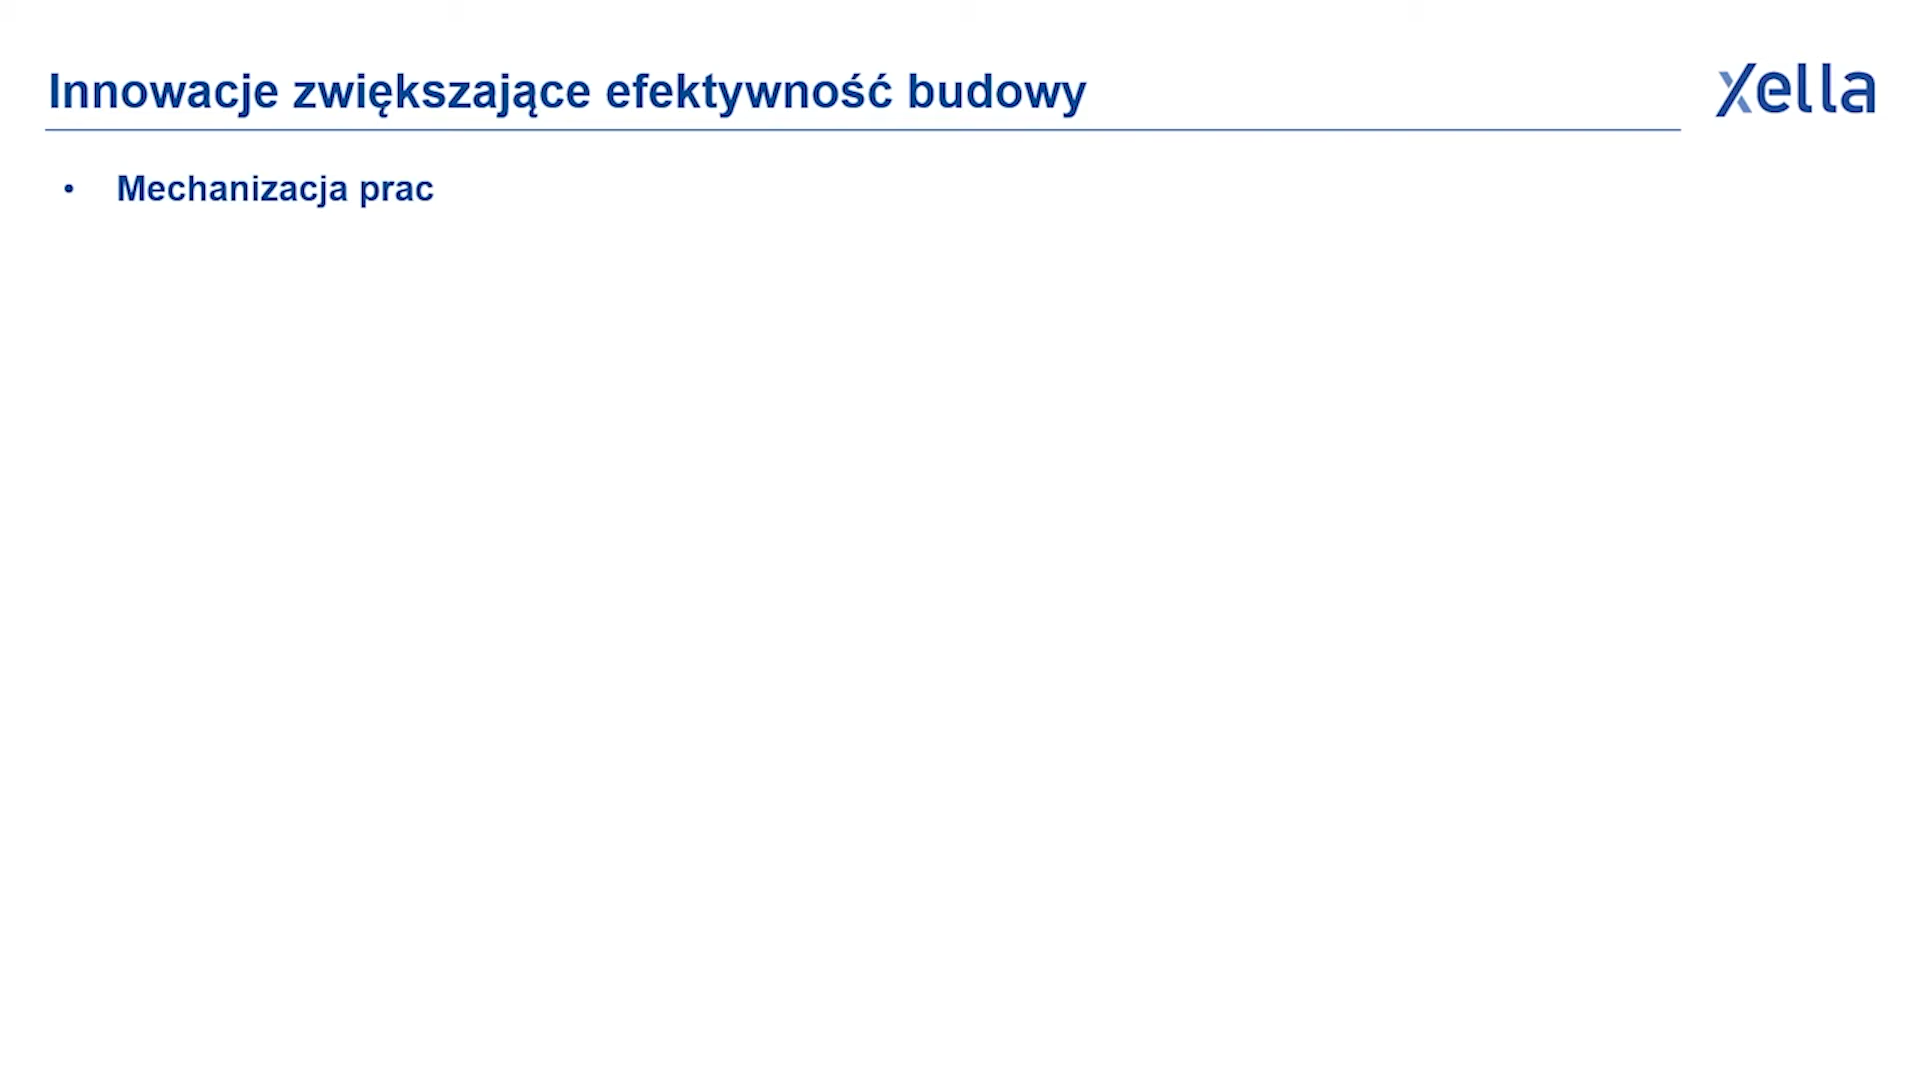 Innowacje zwiększające efektywność budowy
xella
• Mechanizacja prac